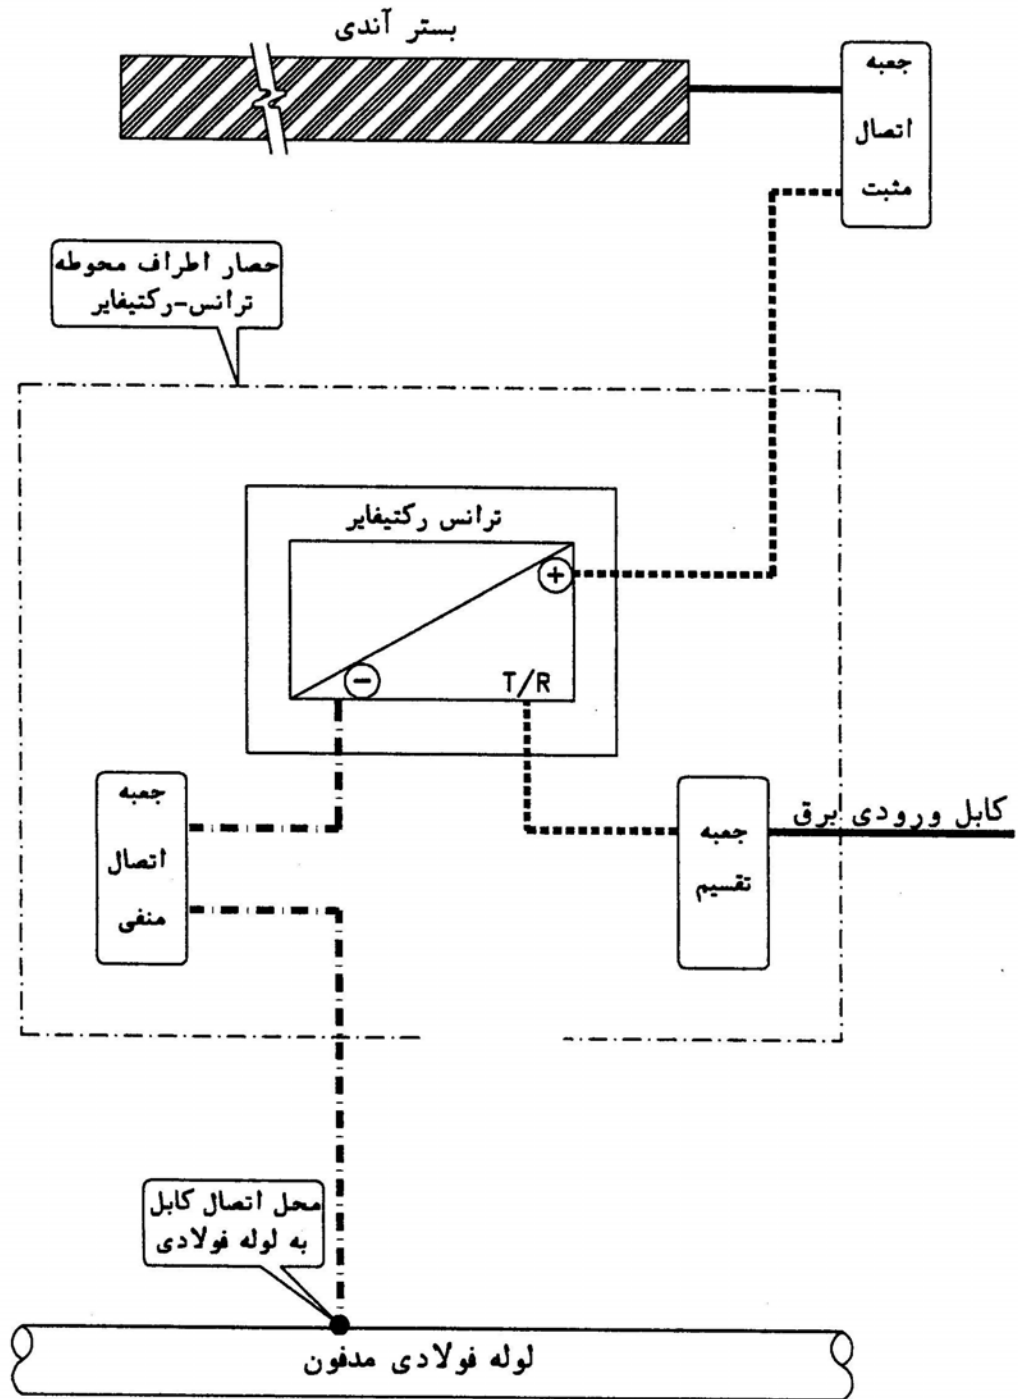 بستر آندی
جعبه
اتصال
مثبت
حصار اطراف محوطه
ترانس-رکتیفایر
ترانس رکتیفایر
+
-
T/R
جعبه
اتصال
منفی
جعبه
تقسیم
کابل ورودی برق
محل اتصال کابل
به لوله فولادی
لوله فولادی مدفون